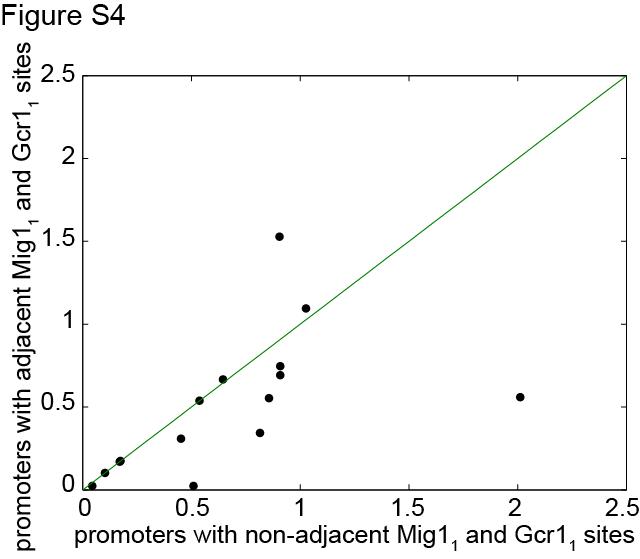 Figure S4
promoters with adjacent Mig1₁ and Gcr1₁ sites
2.5
2
1.5
1
0.5
0
0 0.5 1 1.5 2 2.5
promoters with non-adjacent Mig1₁ and Gcr1₁ sites